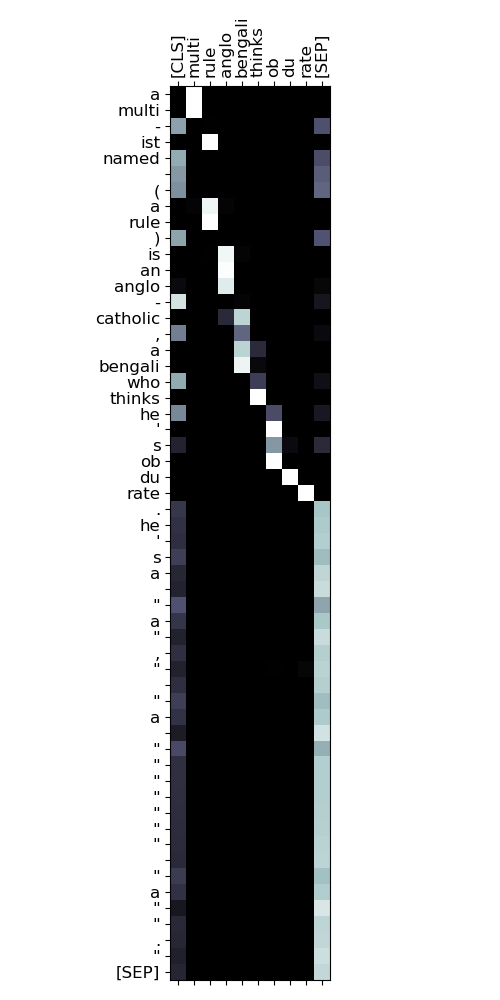 [CLS]
multi
rule
anglo
bengali
thinks
ob
du
rate
[SEP]
a
multi
-
ist
named
(
a
rule
)
is
an
anglo
-
catholic
,
a
bengali
who
thinks
he
'
s
ob
du
rate
.
he
'
s
a
"
a
"
,
"
"
a
"
"
"
"
"
"
"
"
a
"
"
.
"
[SEP]